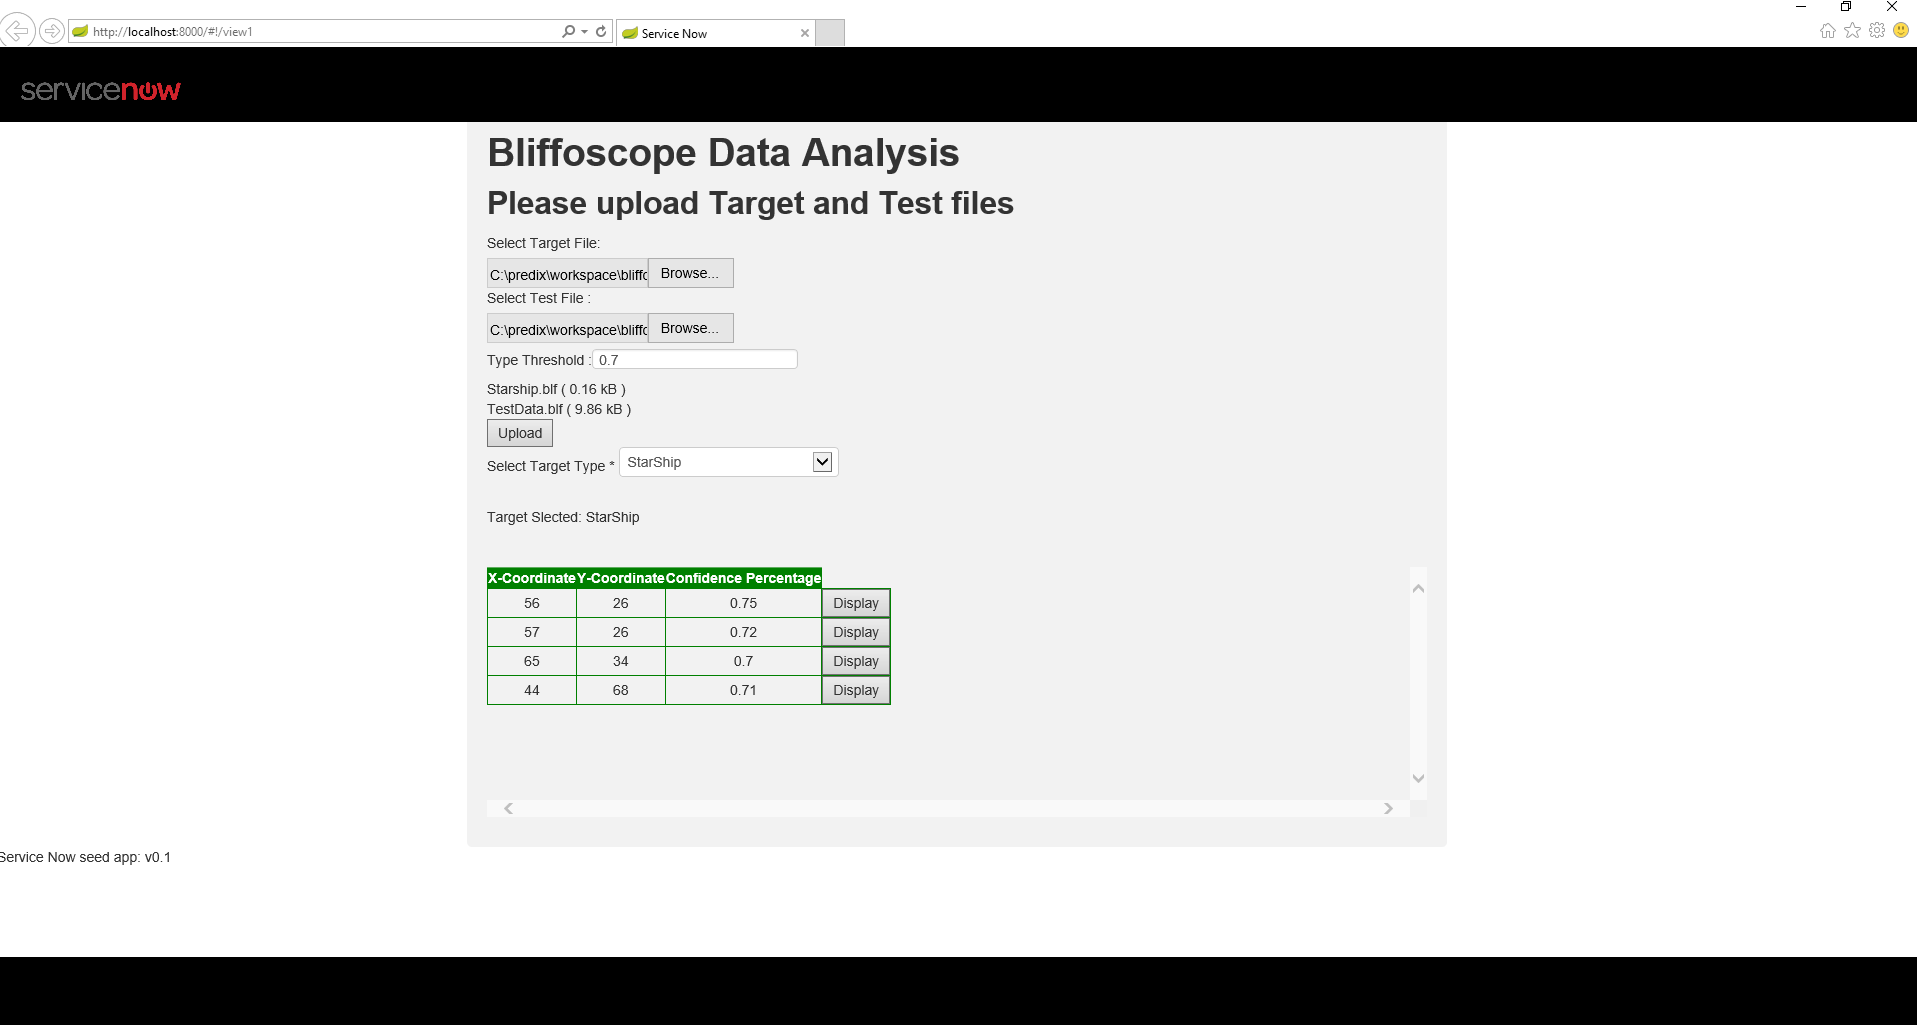 http://localhost:8000/#!/view1
Service Now
servicenow
Bliffoscope Data Analysis
Please upload Target and Test files
Select Target File:
C:\predix\workspace\bliffo Browse...
Select Test File :
C:\predix\workspace\bliffo Browse...
Type Threshold : 0.7
Starship.blf ( 0.16 kB )
TestData.blf ( 9.86 kB )
Upload
Select Target Type * StarShip
Target Slected: StarShip
X-Coordinate Y-Coordinate Confidence Percentage
56 26 0.75 Display
57 26 0.72 Display
65 34 0.7 Display
44 68 0.71 Display
Service Now seed app: v0.1